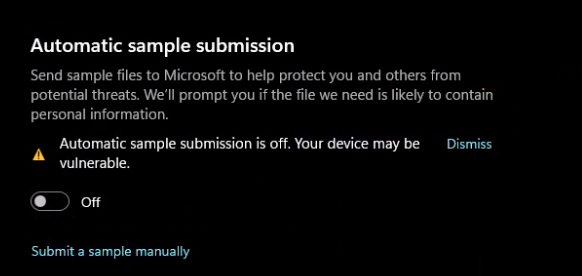 Automatic sample submission
Send sample files to Microsoft to help protect you and others from
potential threats. We’ll prompt you if the file we need is likely to contain
personal information.
Automatic sample submission is off. Your device may be Dismiss
vulnerable.
Off
Submit a sample manually